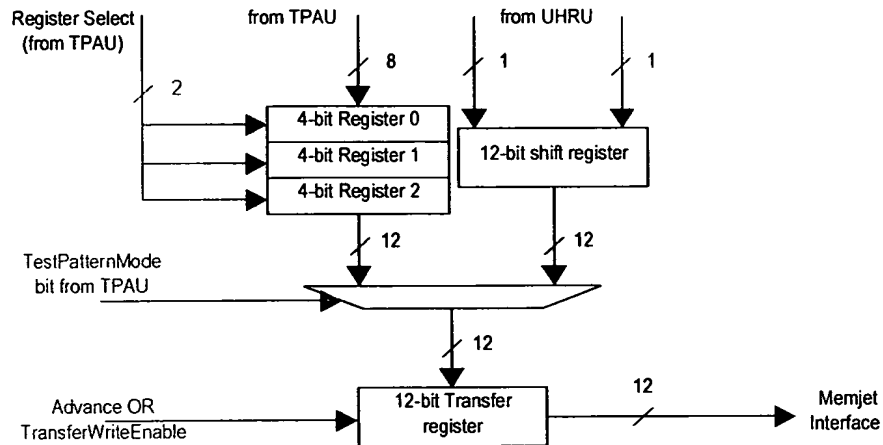 Register Select
(from TPAU)
from TPAU
from UHRU
2
8
1
1
4-bit Register 0
4-bit Register 1
4-bit Register 2
12-bit shift register
12
12
TestPatternMode
bit from TPAU
12
Advance OR
TransferWriteEnable
12-bit Transfer
register
12
Memjet
Interface